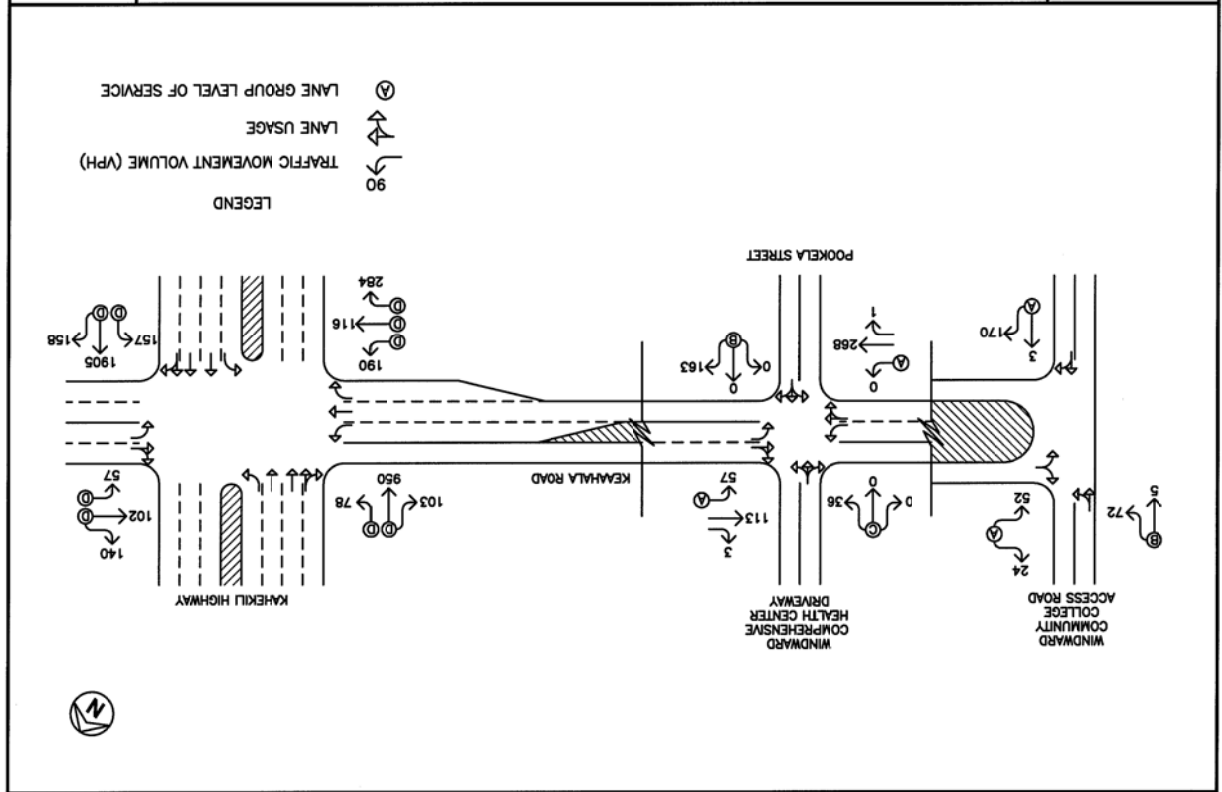 N
WINDWARD
COMMUNITY
COLLEGE
ACCESS ROAD
WINDWARD
COMPREHENSIVE
HEALTH CENTER
DRIVEWAY
KAHEKILI HIGHWAY
B
5
72
24
A
52
0
C
0
36
3
113
A
57
103
950
78
D
D
140
D
102
D
57
KEAAHALA ROAD
3
170
A
0
A
268
1
0
0
163
B
190
D
116
D
284
D
157
1905
158
D
D
POOKELA STREET
LEGEND
90
TRAFFIC MOVEMENT VOLUME (VPH)
LANE USAGE
A
LANE GROUP LEVEL OF SERVICE